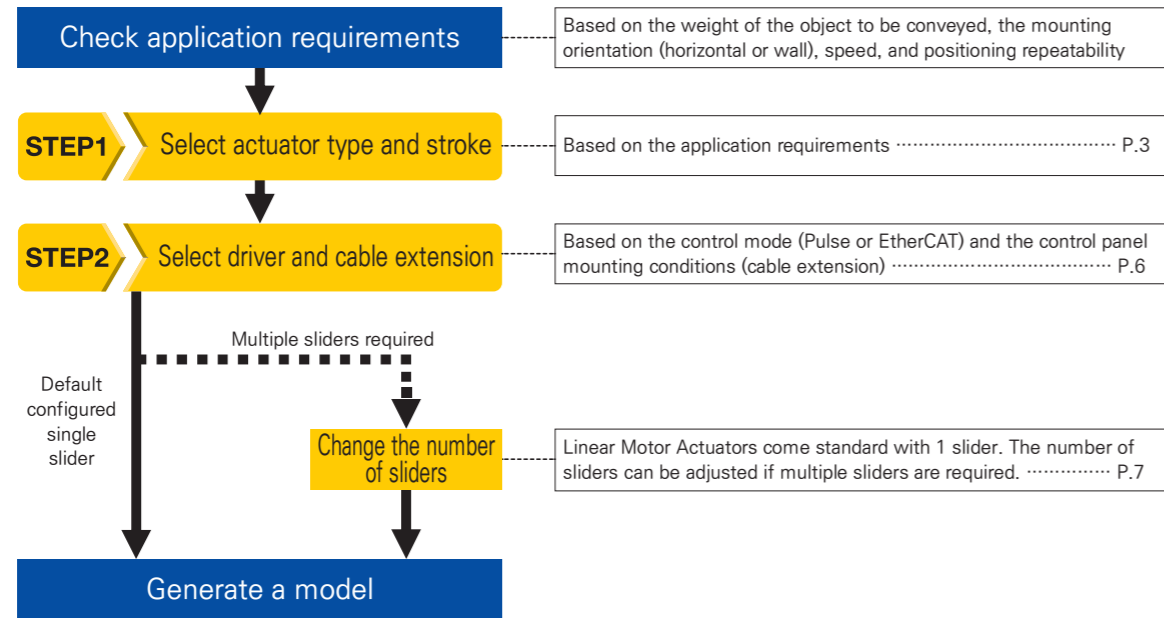 Check application requirements
Based on the weight of the object to be conveyed, the mounting
orientation (horizontal or wall), speed, and positioning repeatability
STEP1
Select actuator type and stroke
Based on the application requirements ······································ P.3
STEP2
Select driver and cable extension
Based on the control mode (Pulse or EtherCAT) and the control panel
mounting conditions (cable extension) ······································ P.6
Multiple sliders required
Default
configured
single
slider
Change the number
of sliders
Linear Motor Actuators come standard with 1 slider. The number of
sliders can be adjusted if multiple sliders are required. ··············· P.7
Generate a model